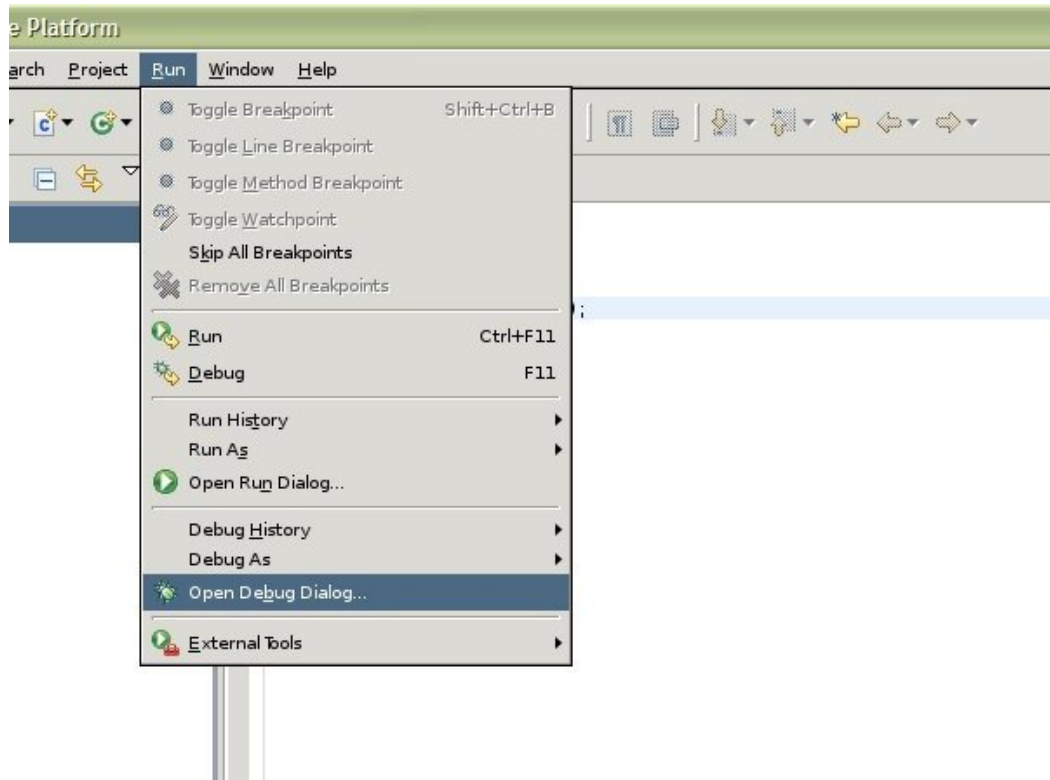 e Platform
arch Project Run Window Help
Toggle Breakpoint Shift+Ctrl+B
Toggle Line Breakpoint
Toggle Method Breakpoint
Toggle Watchpoint
Skip All Breakpoints
Remove All Breakpoints
);
Run Ctrl+F11
Debug F11
Run History
Run As
Open Run Dialog...
Debug History
Debug As
Open Debug Dialog...
External Tools